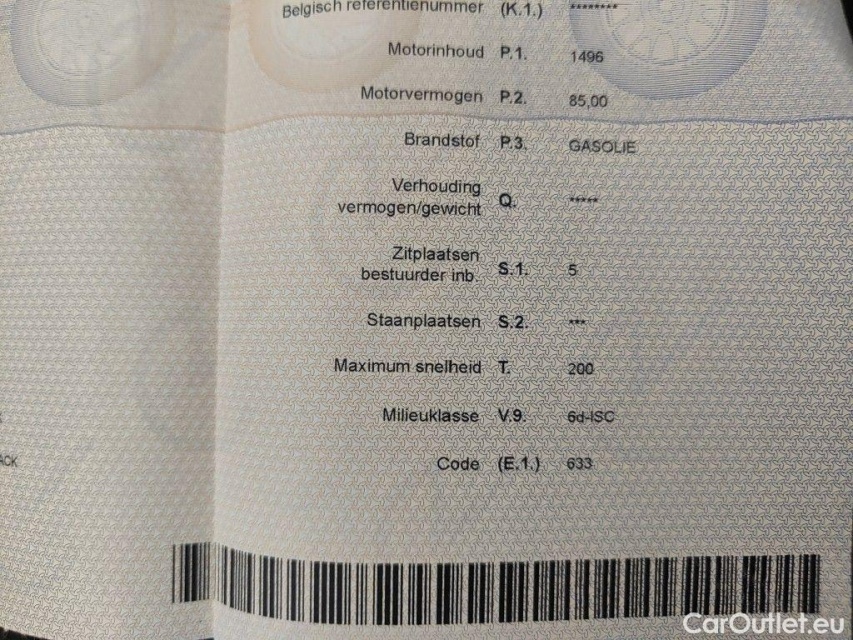 Belgisch referentienummer (K.1.) ********
Motorinhoud P.1. 1496
Motorvermogen P.2. 85,00
Brandstof P.3. GASOLIE
Verhouding
vermogen/gewicht Q. *****
Zitplaatsen
bestuurder inb. S.1. 5
Staanplaatsen S.2. ***
Maximum snelheid T. 200
Milieuklasse V.9. 6d-ISC
ACK
Code (E.1.) 633
CarOutlet.eu